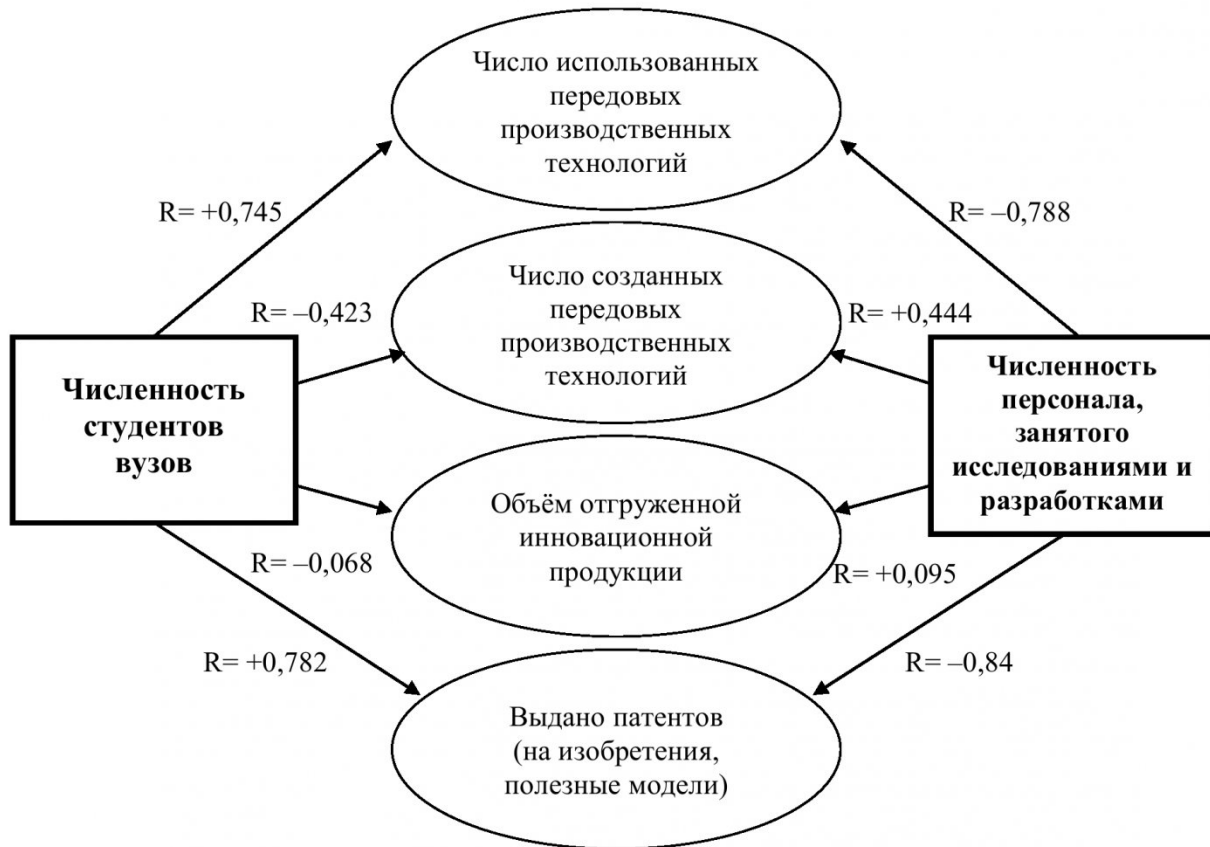 Число использованных
передовых
производственных
технологий
R= +0,745
R= –0,788
Число созданных
передовых
производственных
технологий
R= –0,423
R= +0,444
Численность
студентов
вузов
Численность
персонала,
занятого
исследованиями и
разработками
Объём отгруженной
инновационной
продукции
R= –0,068
R= +0,095
R= +0,782
R= –0,84
Выдано патентов
(на изобретения,
полезные модели)